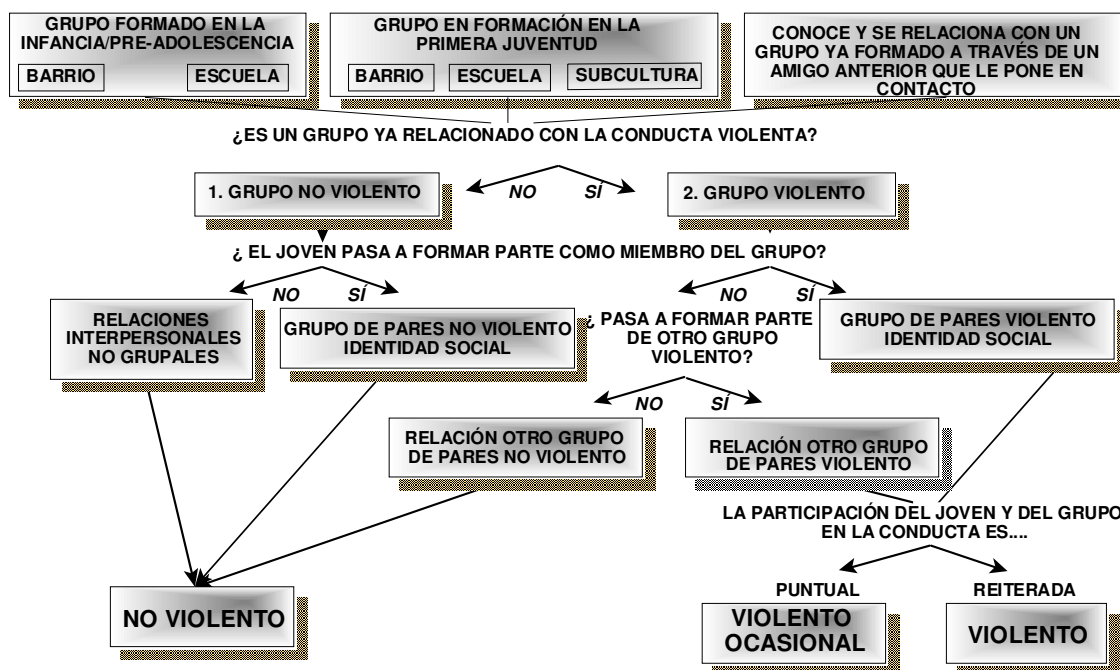 GRUPO FORMADO EN LA
INFANCIA/PRE-ADOLESCENCIA
BARRIO
ESCUELA
GRUPO EN FORMACIÓN EN LA
PRIMERA JUVENTUD
BARRIO
ESCUELA
SUBCULTURA
CONOCE Y SE RELACIONA CON UN
GRUPO YA FORMADO A TRAVÉS DE UN
AMIGO ANTERIOR QUE LE PONE EN
CONTACTO
¿ES UN GRUPO YA RELACIONADO CON LA CONDUCTA VIOLENTA?
1. GRUPO NO VIOLENTO
NO
SÍ
2. GRUPO VIOLENTO
¿ EL JOVEN PASA A FORMAR PARTE COMO MIEMBRO DEL GRUPO?
NO
SÍ
NO
SÍ
RELACIONES
INTERPERSONALES
NO GRUPALES
GRUPO DE PARES NO VIOLENTO
IDENTIDAD SOCIAL
¿ PASA A FORMAR PARTE
DE OTRO GRUPO
VIOLENTO?
GRUPO DE PARES VIOLENTO
IDENTIDAD SOCIAL
NO
SÍ
RELACIÓN OTRO GRUPO
DE PARES NO VIOLENTO
RELACIÓN OTRO GRUPO
DE PARES VIOLENTO
LA PARTICIPACIÓN DEL JOVEN Y DEL GRUPO
EN LA CONDUCTA ES....
PUNTUAL
REITERADA
NO VIOLENTO
VIOLENTO
OCASIONAL
VIOLENTO